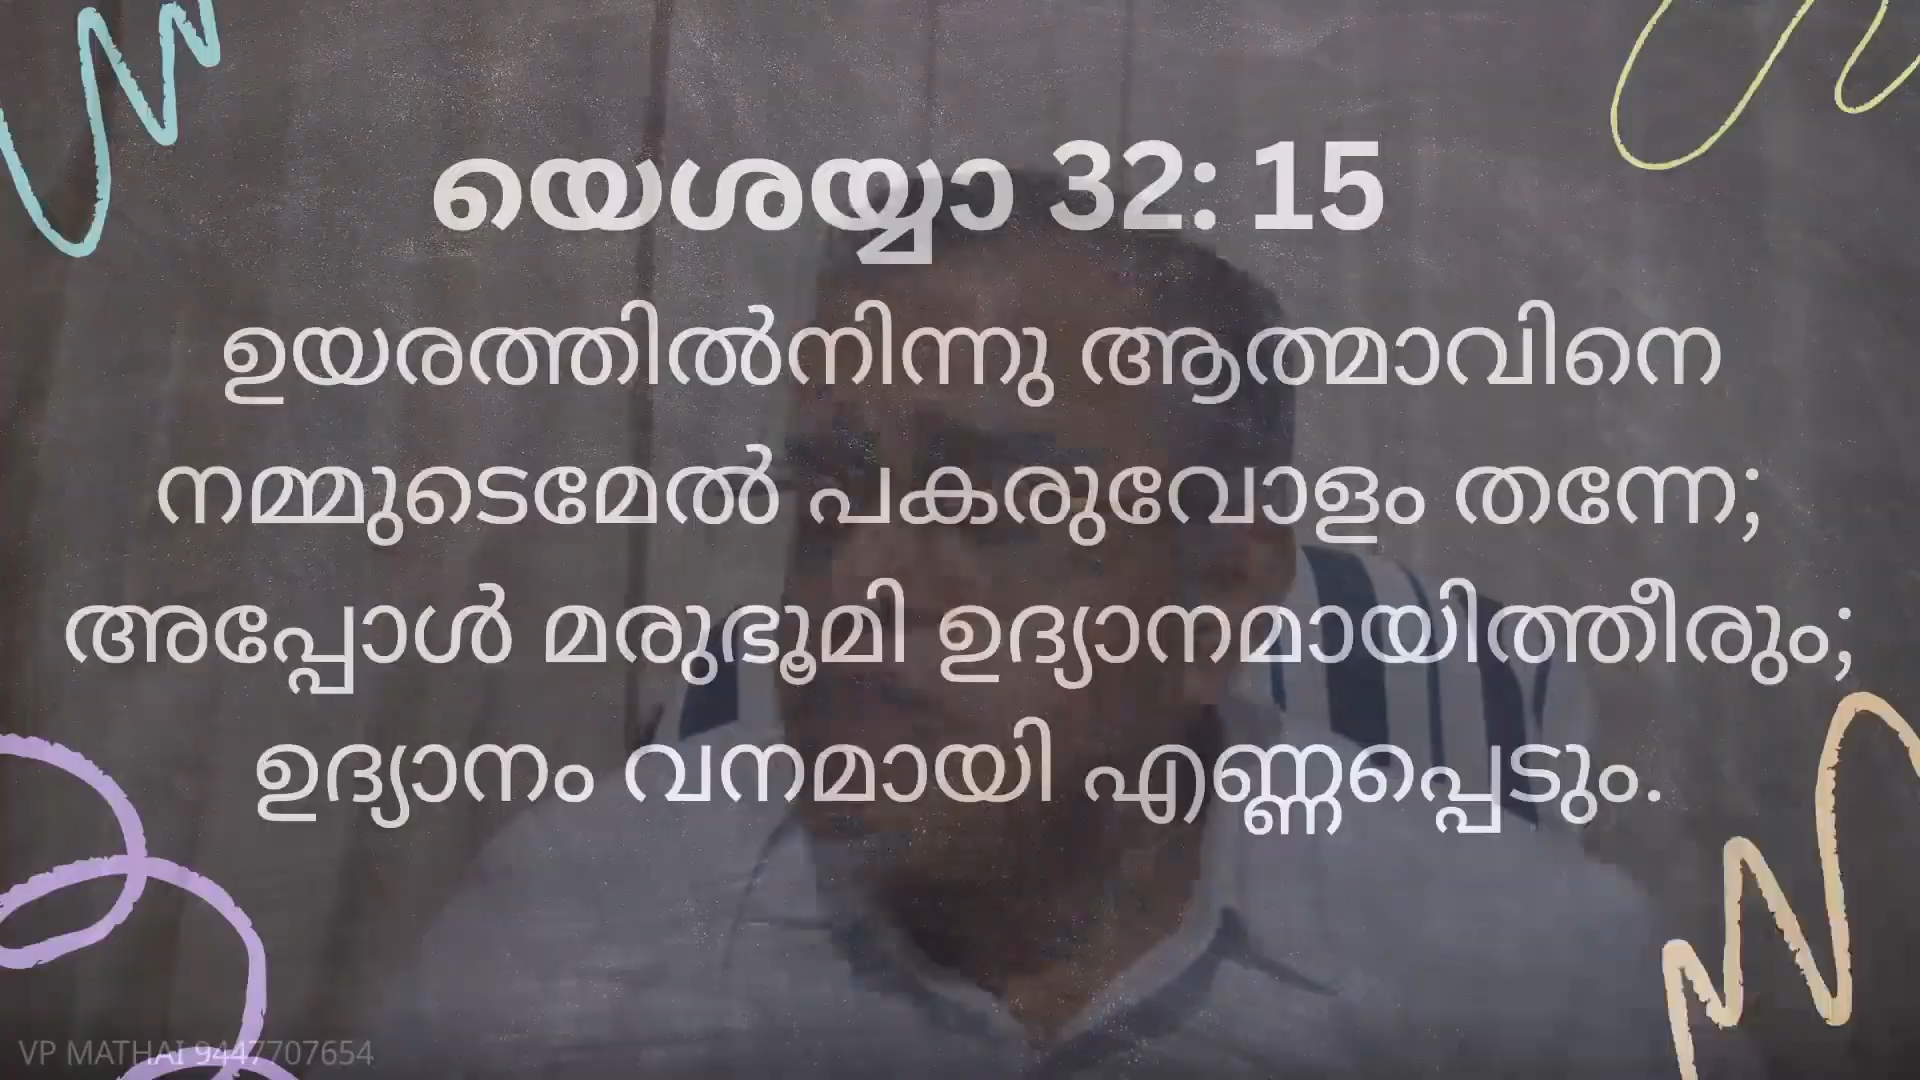 യെശയ്യാ 32: 15
ഉയരത്തിൽനിന്നു ആത്മാവിനെ
നമ്മുടെമേൽ പകരുവോളം തന്നേ;
അപ്പോൾ മരുഭൂമി ഉദ്യാനമായിത്തീരും;
ഉദ്യാനം വനമായി എണ്ണപ്പെടും.
VP MATHAI 9447707654